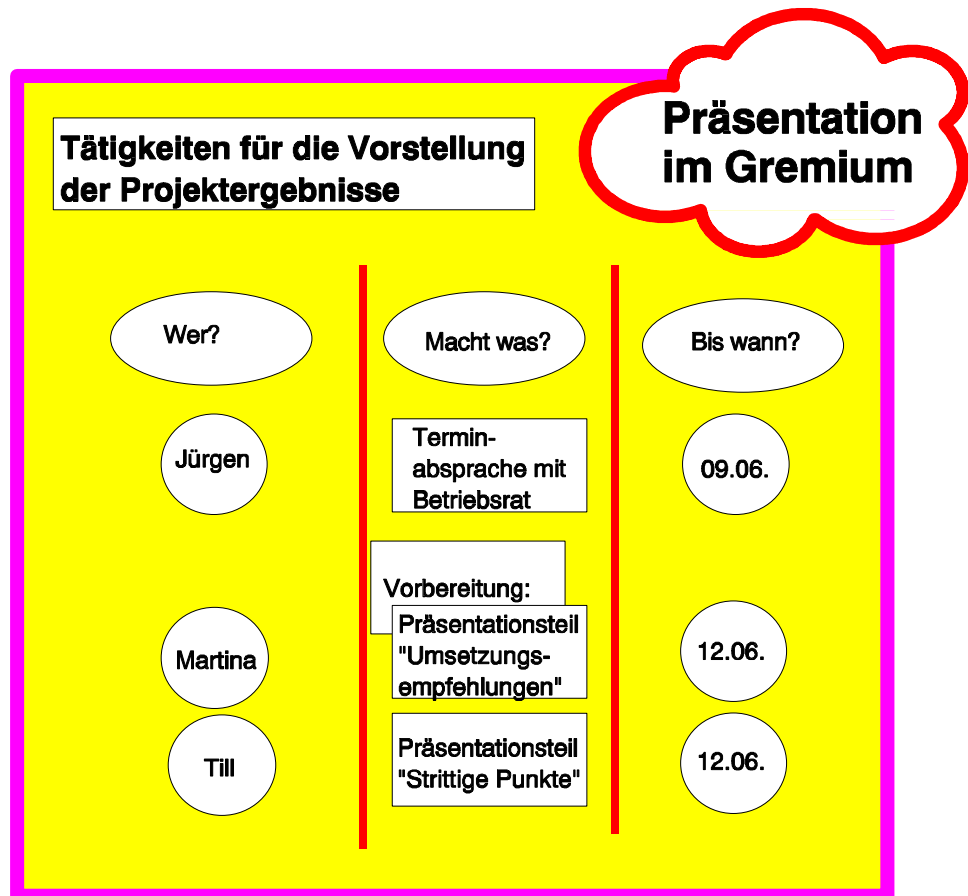 Präsentation
im Gremium
Tätigkeiten für die Vorstellung
der Projektergebnisse
Wer?
Macht was?
Bis wann?
Jürgen
Termin-
absprache mit
Betriebsrat
09.06.
Vorbereitung:
Martina
Präsentationsteil
"Umsetzungs-
empfehlungen"
12.06.
Till
Präsentationsteil
"Strittige Punkte"
12.06.